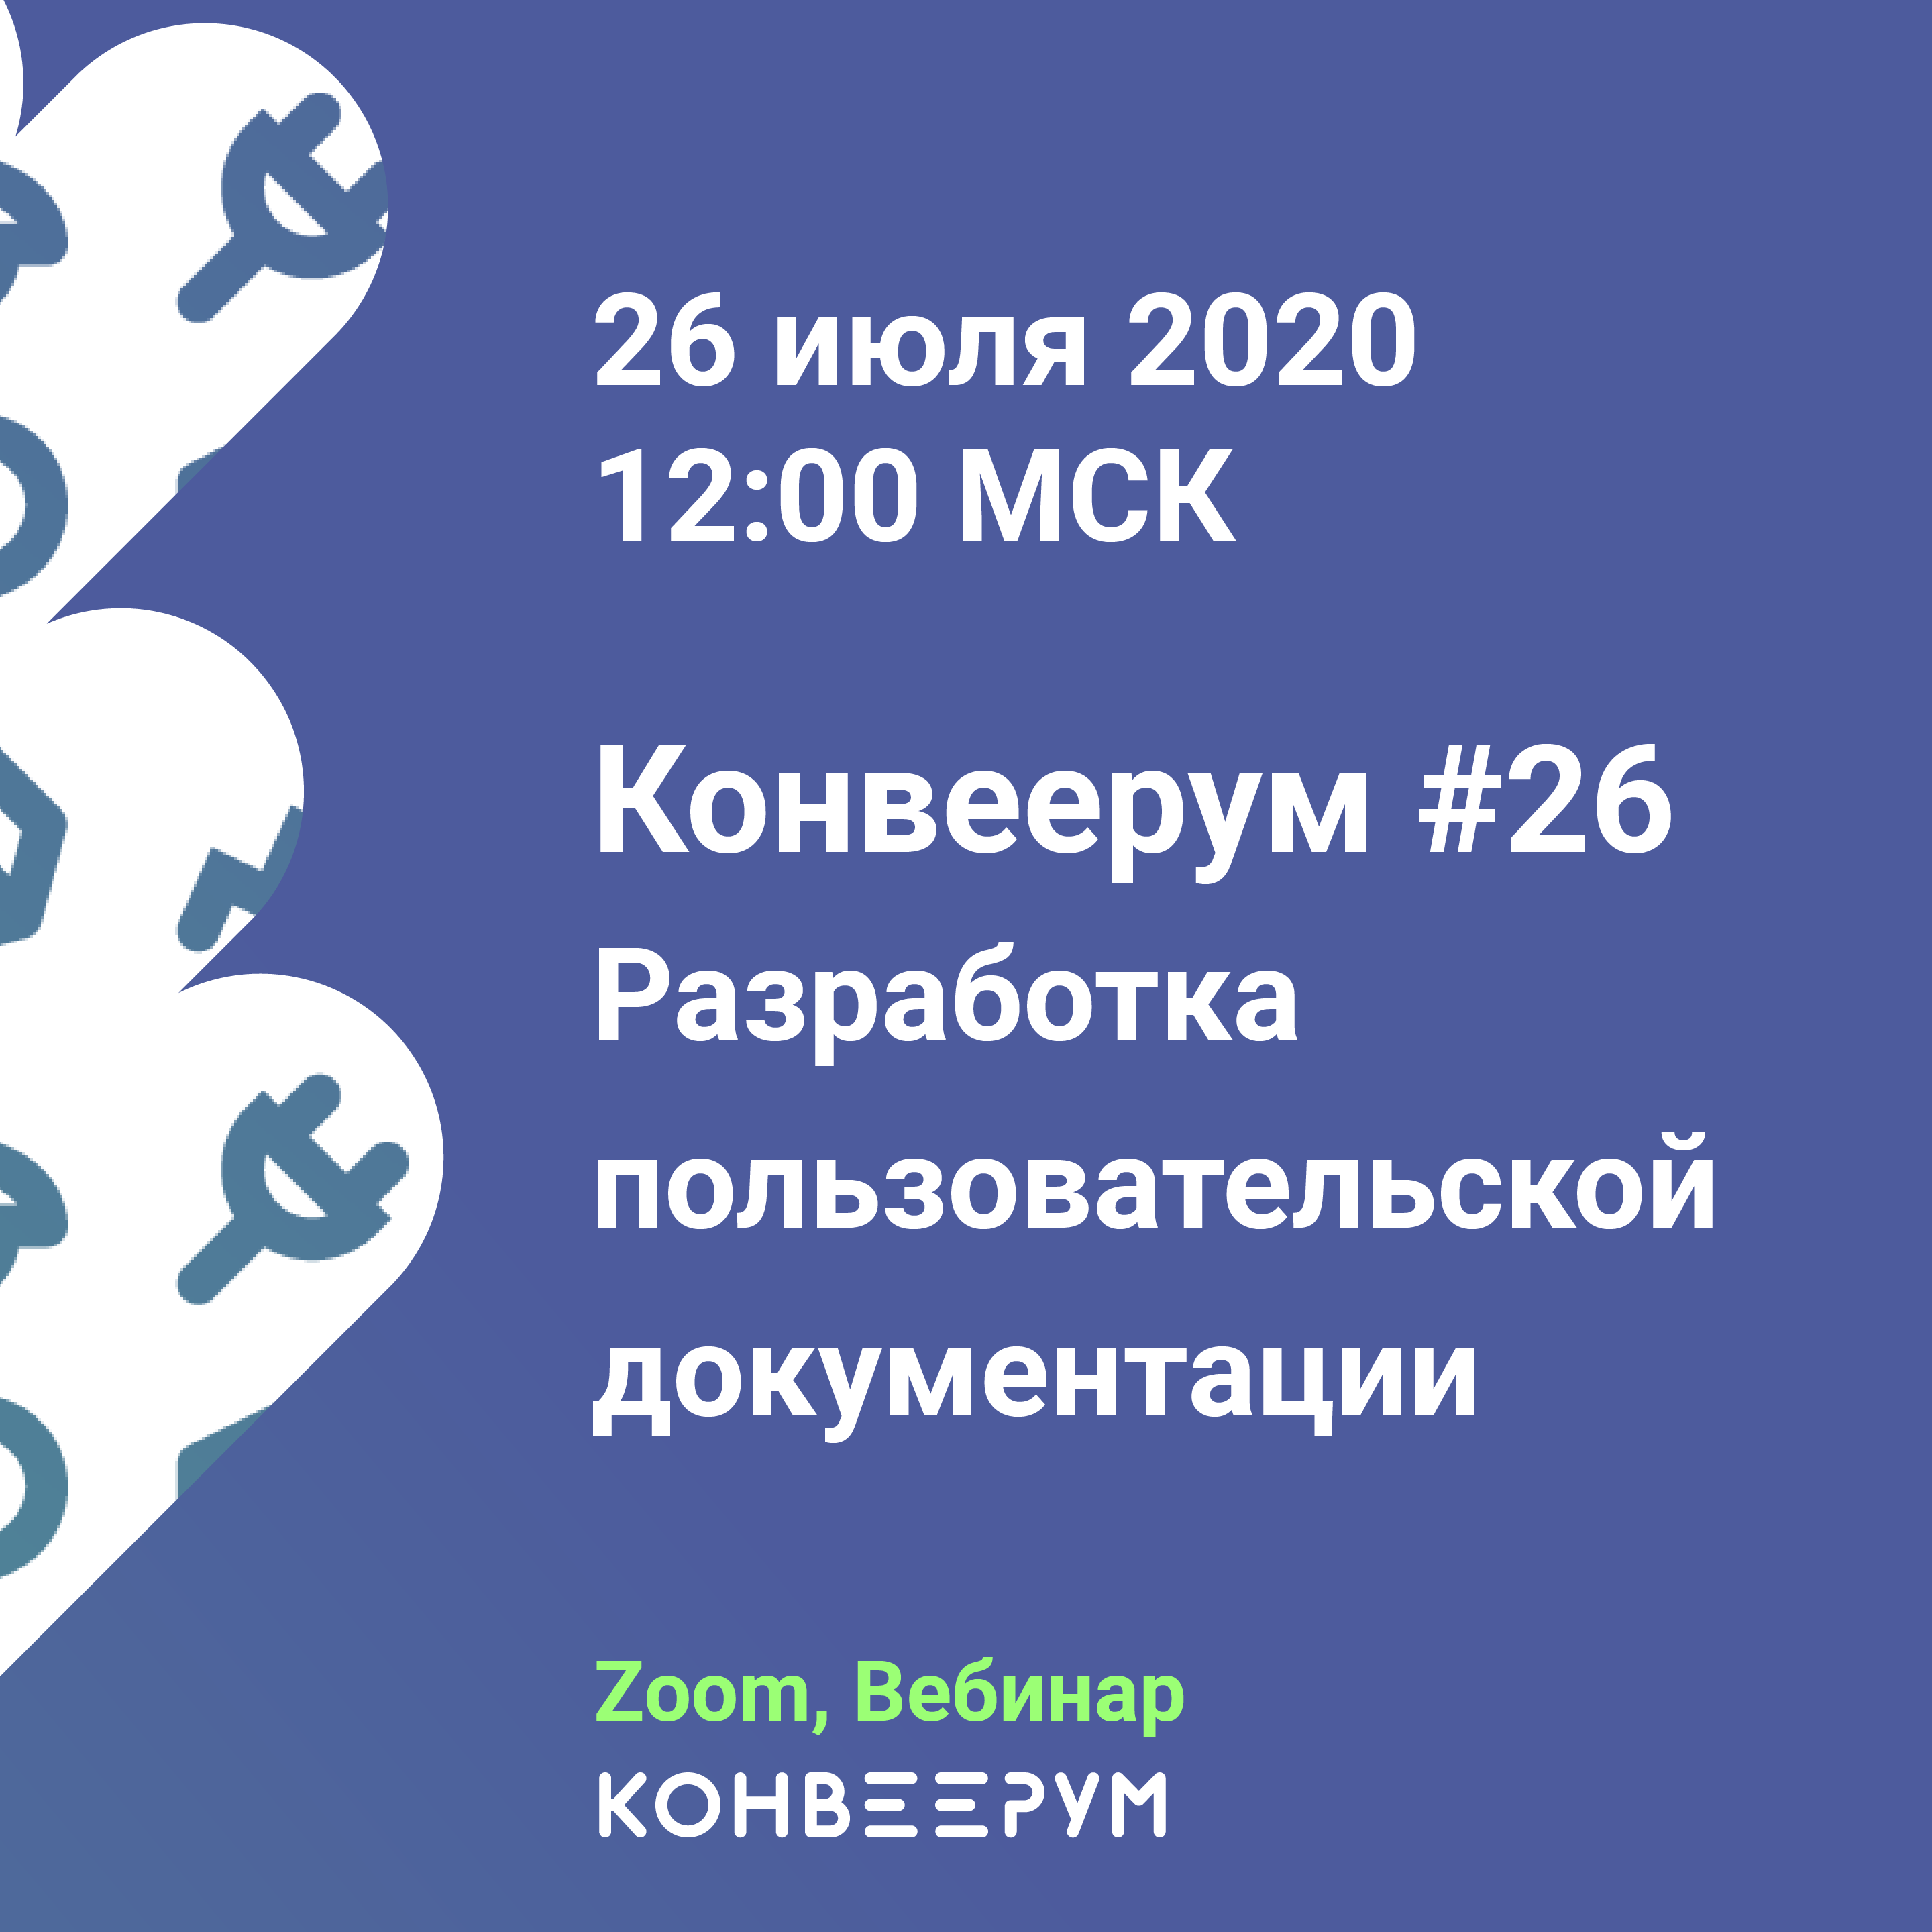 26 июля 2020
12:00 МСК
Конвеерум #26
Разработка
пользовательской
документации
Zoom, Вебинар
КОНВЕЕРУМ